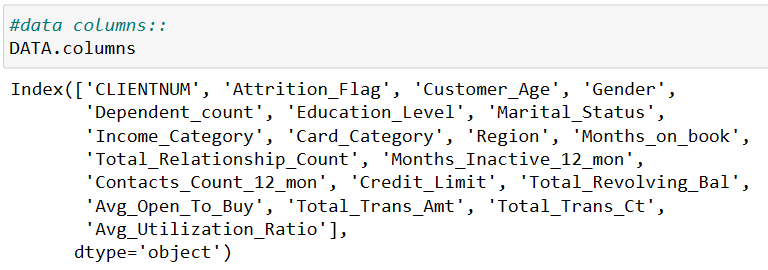 #data columns::
DATA.columns
Index(['CLIENTNUM', 'Attrition_Flag', 'Customer_Age', 'Gender',
'Dependent_count', 'Education_Level', 'Marital_Status',
'Income_Category', 'Card_Category', 'Region', 'Months_on_book',
'Total_Relationship_Count', 'Months_Inactive_12_mon',
'Contacts_Count_12_mon', 'Credit_Limit', 'Total_Revolving_Bal',
'Avg_Open_To_Buy', 'Total_Trans_Amt', 'Total_Trans_Ct',
'Avg_Utilization_Ratio'],
dtype='object')